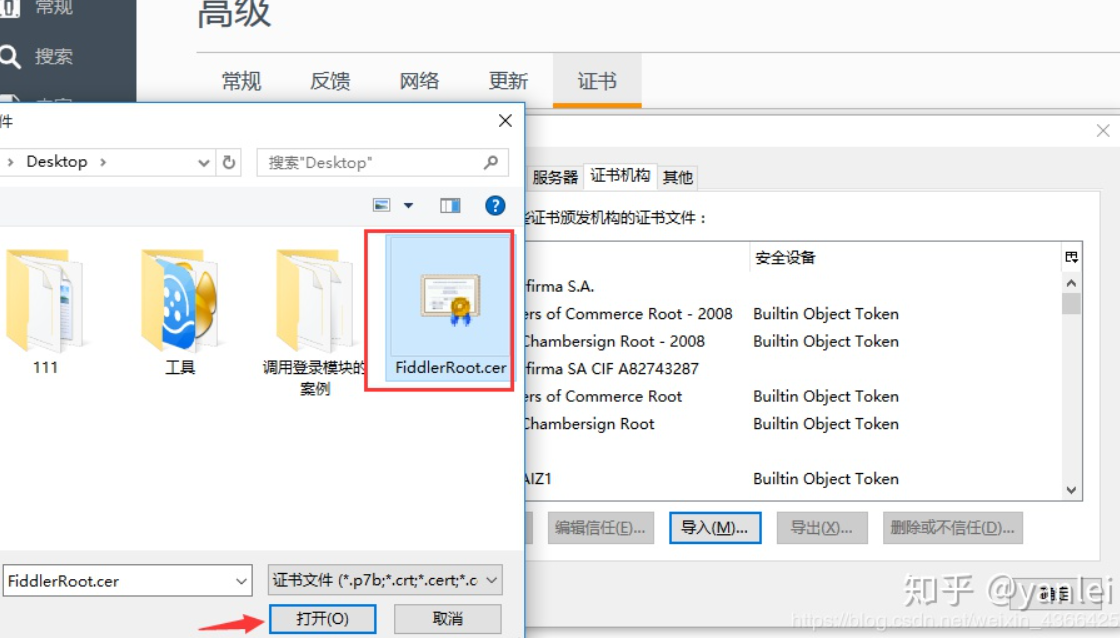 常规
高级
搜索
常规
反馈
网络
更新
证书
件
Desktop
搜索"Desktop"
服务器
证书机构
其他
证书颁发机构的证书文件：
安全设备
firma S.A.
ers of Commerce Root - 2008
Builtin Object Token
Chambersign Root - 2008
Builtin Object Token
firma SA CIF A82743287
ers of Commerce Root
Builtin Object Token
Chambersign Root
Builtin Object Token
AIZ1
Builtin Object Token
111
工具
调用登录模块的
案例
FiddlerRoot.cer
编辑信任(E)...
导入(M)...
导出(X)...
删除或不信任(D)...
FiddlerRoot.cer
证书文件 (*.p7b;*.crt;*.cert;*.c
打开(O)
取消
确定
知乎 @yanlei
https://blog.csdn.net/weixin_4366425